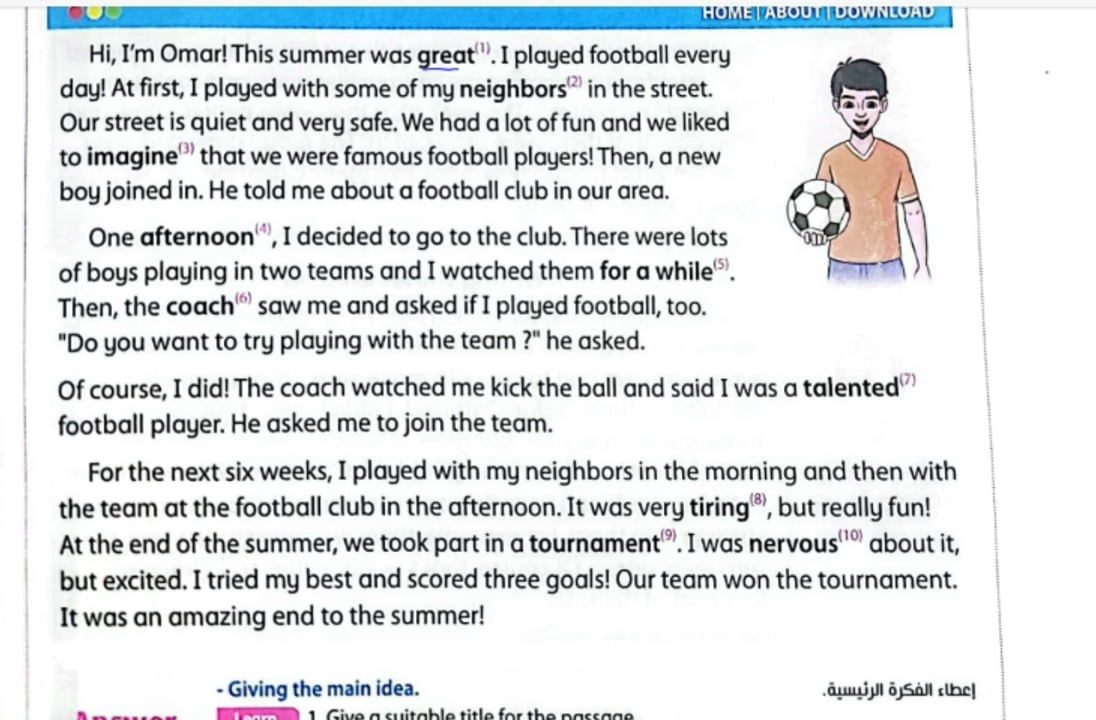 HOME | ABOUT | DOWNLOAD
Hi, I'm Omar! This summer was great(1). I played football every
day! At first, I played with some of my neighbors(2) in the street.
Our street is quiet and very safe. We had a lot of fun and we liked
to imagine(3) that we were famous football players! Then, a new
boy joined in. He told me about a football club in our area.
One afternoon(4), I decided to go to the club. There were lots
of boys playing in two teams and I watched them for a while(5).
Then, the coach(6) saw me and asked if I played football, too.
"Do you want to try playing with the team ?" he asked.
Of course, I did! The coach watched me kick the ball and said I was a talented(7)
football player. He asked me to join the team.
For the next six weeks, I played with my neighbors in the morning and then with
the team at the football club in the afternoon. It was very tiring(8), but really fun!
At the end of the summer, we took part in a tournament(9). I was nervous(10) about it,
but excited. I tried my best and scored three goals! Our team won the tournament.
It was an amazing end to the summer!
- Giving the main idea. إعطاء الفكرة الرئيسية.
Answer Learn 1. Give a suitable title for the passage.